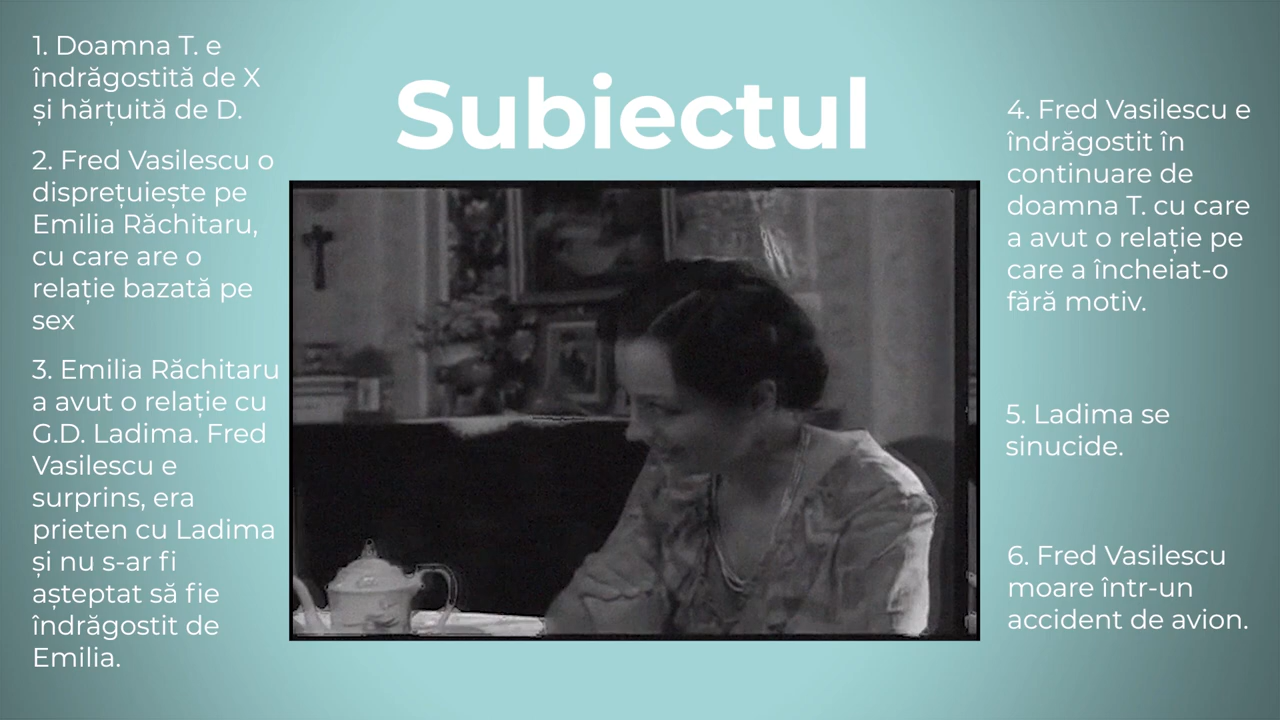 Subiectul
1. Doamna T. e
îndrăgostită de X
și hărțuită de D.
2. Fred Vasilescu o
disprețuiește pe
Emilia Răchitaru,
cu care are o
relație bazată pe
sex
3. Emilia Răchitaru
a avut o relație cu
G.D. Ladima. Fred
Vasilescu e
surprins, era
prieten cu Ladima
și nu s-ar fi
așteptat să fie
îndrăgostit de
Emilia.
4. Fred Vasilescu e
îndrăgostit în
continuare de
doamna T. cu care
a avut o relație pe
care a încheiat-o
fără motiv.
5. Ladima se
sinucide.
6. Fred Vasilescu
moare într-un
accident de avion.